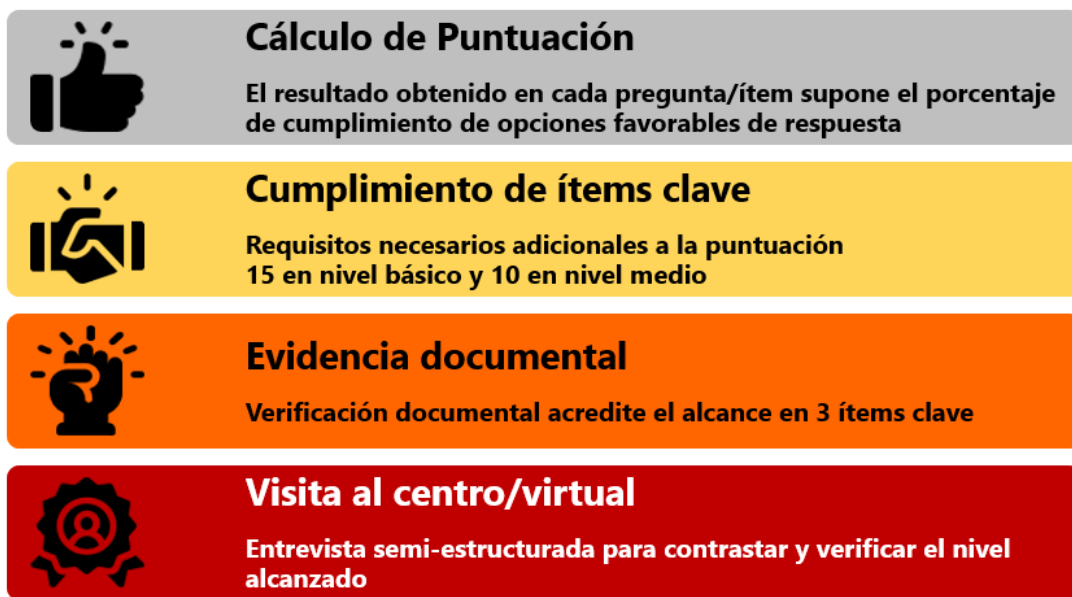 Cálculo de Puntuación
El resultado obtenido en cada pregunta/ítem supone el porcentaje
de cumplimiento de opciones favorables de respuesta
Cumplimiento de ítems clave
Requisitos necesarios adicionales a la puntuación
15 en nivel básico y 10 en nivel medio
Evidencia documental
Verificación documental acredite el alcance en 3 ítems clave
Visita al centro/virtual
Entrevista semi-estructurada para contrastar y verificar el nivel
alcanzado